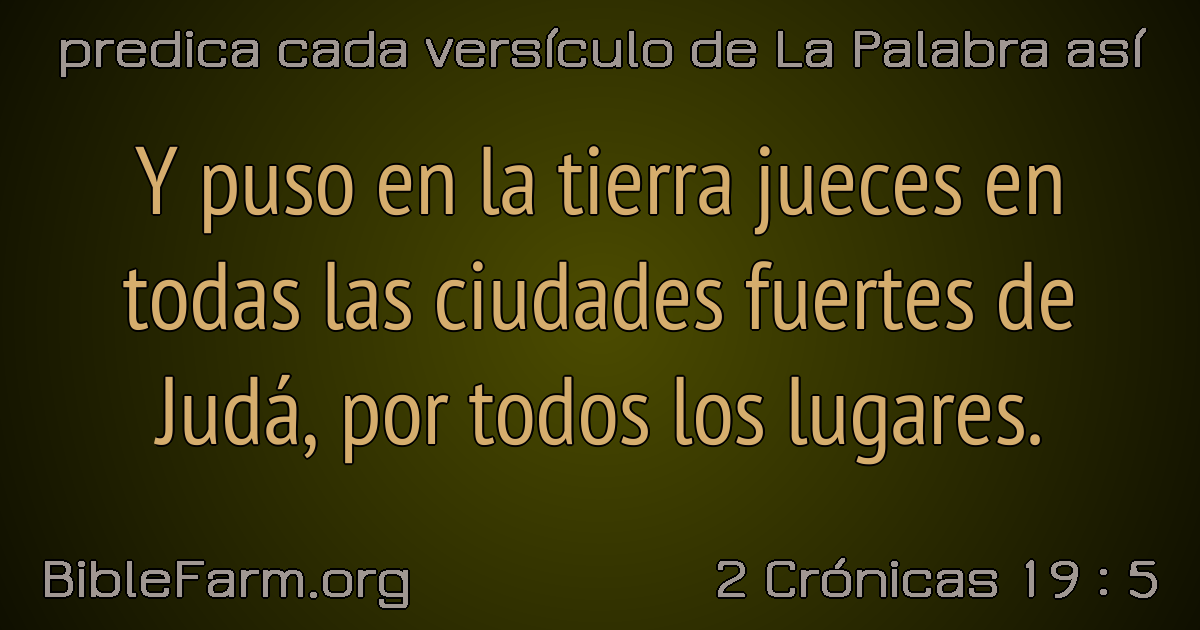 predica cada versículo de La Palabra así
Y puso en la tierra jueces en
todas las ciudades fuertes de
Judá, por todos los lugares.
BibleFarm.org
2 Crónicas 19 : 5